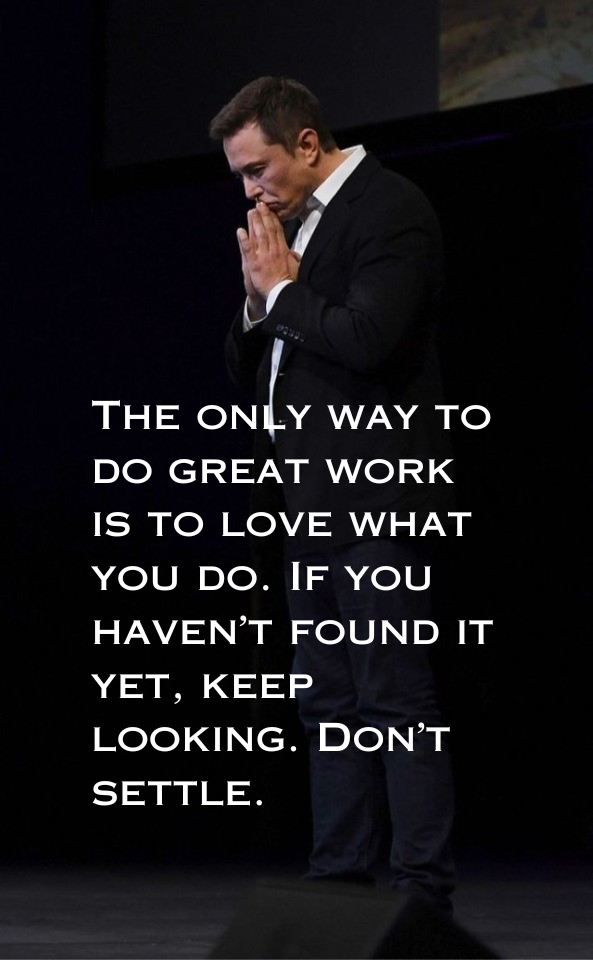 The only way to
do great work
is to love what
you do. If you
haven't found it
yet, keep
looking. Don't
settle.